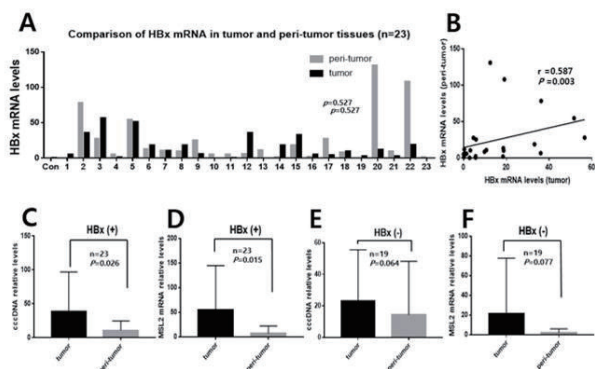 A
Comparison of HBx mRNA in tumor and peri-tumor tissues (n=23)
HBx mRNA levels
150
100
50
0
peri-tumor
tumor
p=0.527
p=0.527
Con 1 2 3 4 5 6 7 8 9 10 11 12 13 14 15 16 17 18 19 20 21 22 23
B
HBx mRNA levels (peri-tumor)
150
100
50
0
r=0.587
P=0.003
0 20 40 60
HBx mRNA levels (tumor)
C
HBx (+)
cccDNA relative levels
150
100
50
0
n=23
P=0.026
tumor
peri-tumor
D
HBx (+)
MSL2 mRNA relative levels
200
150
100
50
0
n=23
P=0.015
tumor
peri-tumor
E
HBx (-)
cccDNA relative levels
60
40
20
0
n=19
P=0.064
tumor
peri-tumor
F
HBx (-)
MSL2 mRNA relative levels
100
80
60
40
20
0
n=19
P=0.077
tumor
peri-tumor